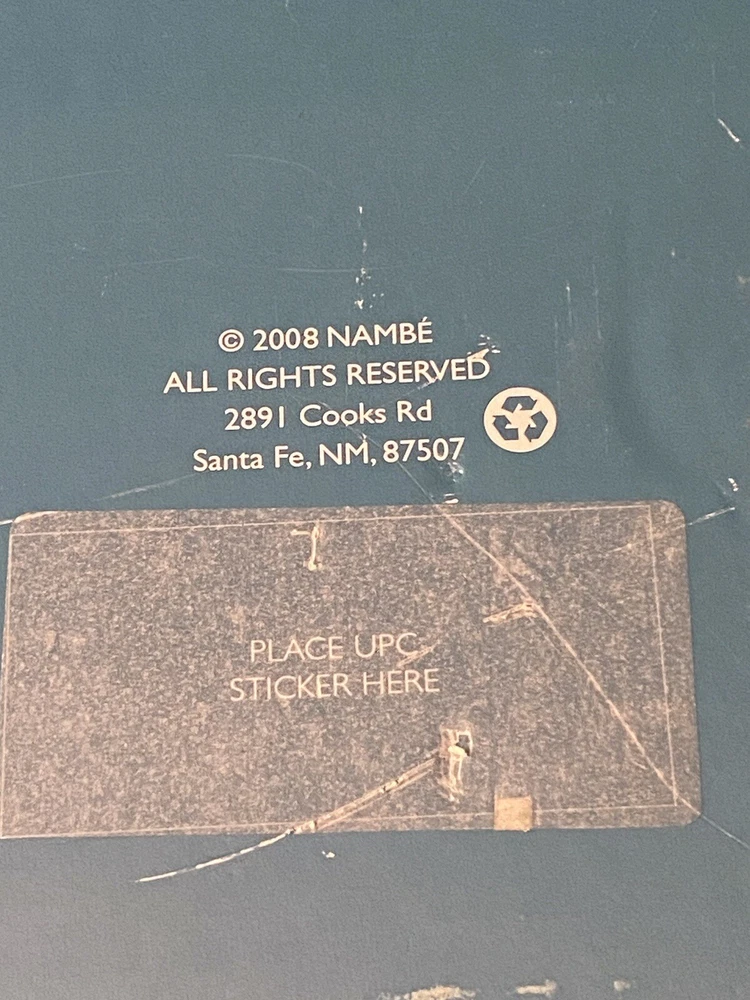 © 2008 NAMBÉ
ALL RIGHTS RESERVED
2891 Cooks Rd
Santa Fe, NM, 87507
PLACE UPC
STICKER HERE